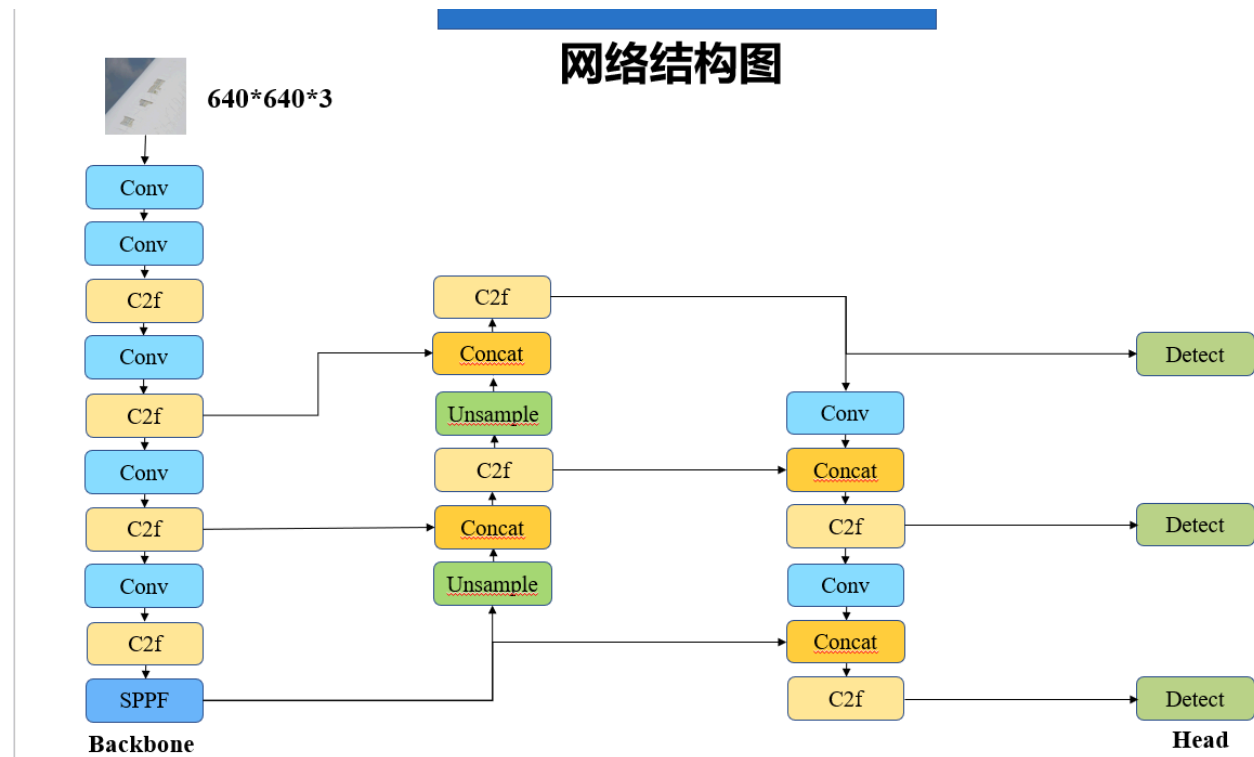 网络结构图
640*640*3
Conv
Conv
C2f
Conv
C2f
Conv
C2f
Conv
C2f
SPPF
Backbone
C2f
Concat
Unsample
C2f
Concat
Unsample
Conv
Concat
C2f
Conv
Concat
C2f
Detect
Detect
Detect
Head